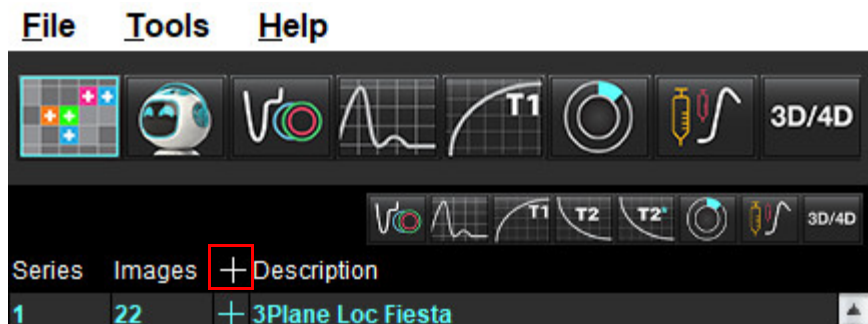 File Tools Help
T1 3D/4D
T1 T2 T2* 3D/4D
Series Images + Description
1 22 + 3Plane Loc Fiesta